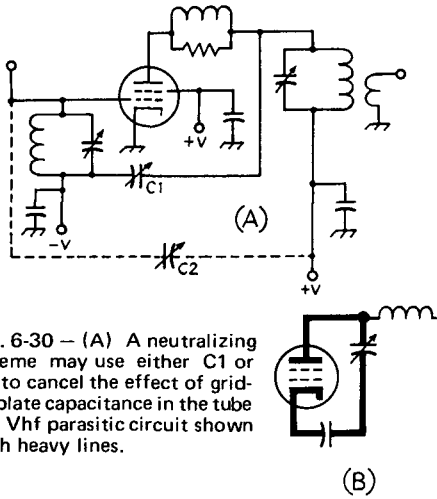 +V
C1
(A)
-V
C2
+V
. 6-30 — (A) A neutralizing
eme may use either C1 or
to cancel the effect of grid-
plate capacitance in the tube
Vhf parasitic circuit shown
h heavy lines.
(B)